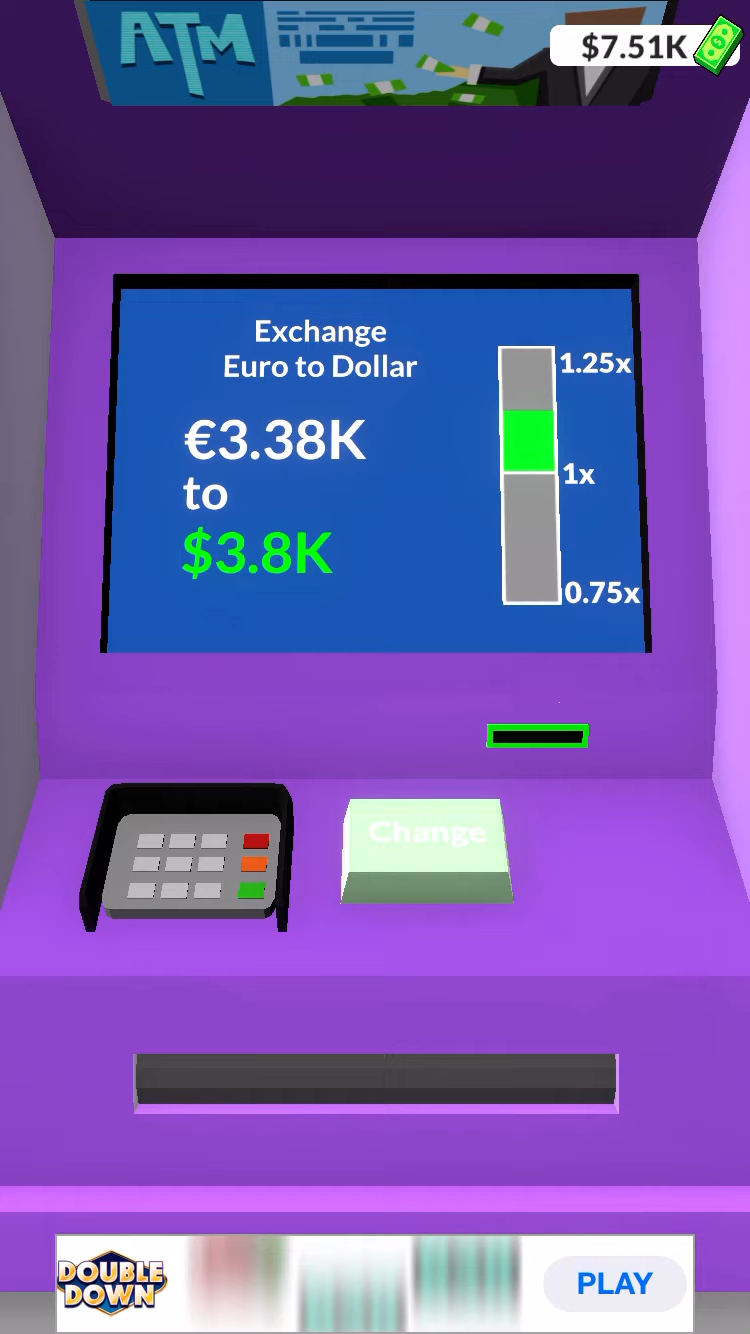 ATM
$7.51K
Exchange
Euro to Dollar
€3.38K
to
$3.8K
1.25x
1x
0.75x
Change
DOUBLE
DOWN
PLAY